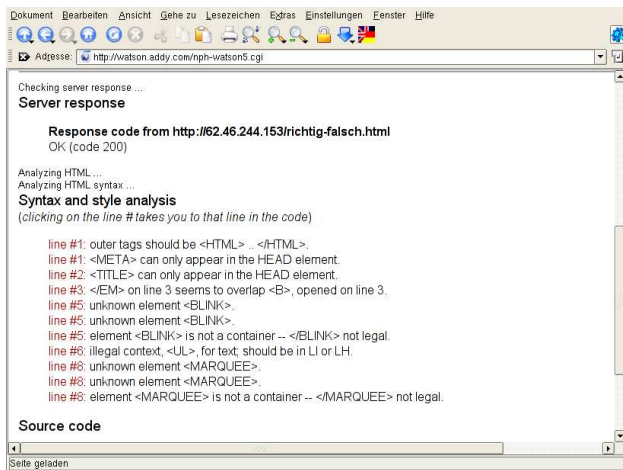 Dokument Bearbeiten Ansicht Gehe zu Lesezeichen Extras Einstellungen Fenster Hilfe
Adresse: http://watson.addy.com/nph-watson5.cgi
Checking server response ...
Server response
Response code from http://62.46.244.153/richtig-falsch.html
OK (code 200)
Analyzing HTML ...
Analyzing HTML syntax ...
Syntax and style analysis
(clicking on the line # takes you to that line in the code)
line #1: outer tags should be <HTML> .. </HTML>.
line #1: <META> can only appear in the HEAD element.
line #2: <TITLE> can only appear in the HEAD element.
line #3: </EM> on line 3 seems to overlap <B>, opened on line 3.
line #5: unknown element <BLINK>.
line #5: unknown element <BLINK>.
line #5: element <BLINK> is not a container -- </BLINK> not legal.
line #6: illegal context, <UL>, for text; should be in LI or LH.
line #8: unknown element <MARQUEE>.
line #8: unknown element <MARQUEE>.
line #8: element <MARQUEE> is not a container -- </MARQUEE> not legal.
Source code
Seite geladen